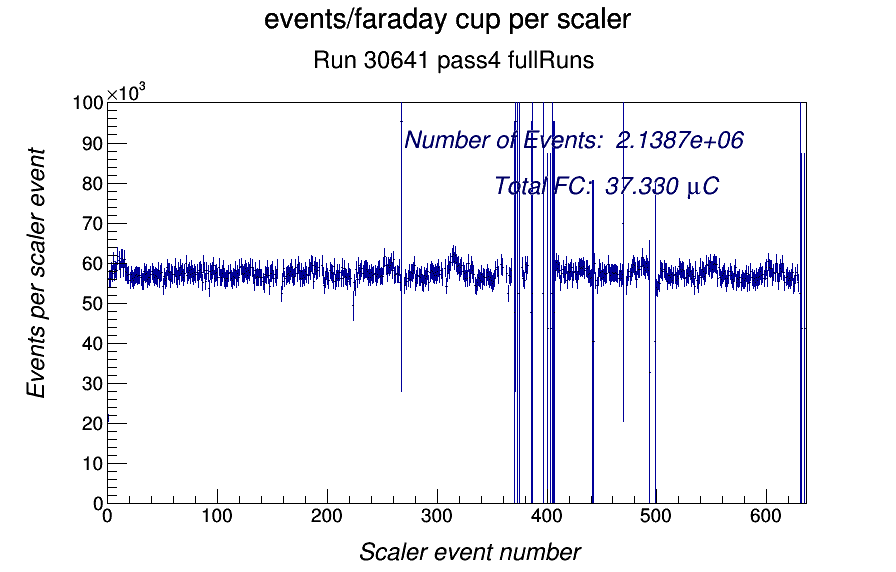 events/faraday cup per scaler
Run 30641 pass4 fullRuns
×10³
100
90
80
70
60
50
40
30
20
10
0
Events per scaler event
Number of Events: 2.1387e+06
Total FC: 37.330 μC
0 100 200 300 400 500 600
Scaler event number